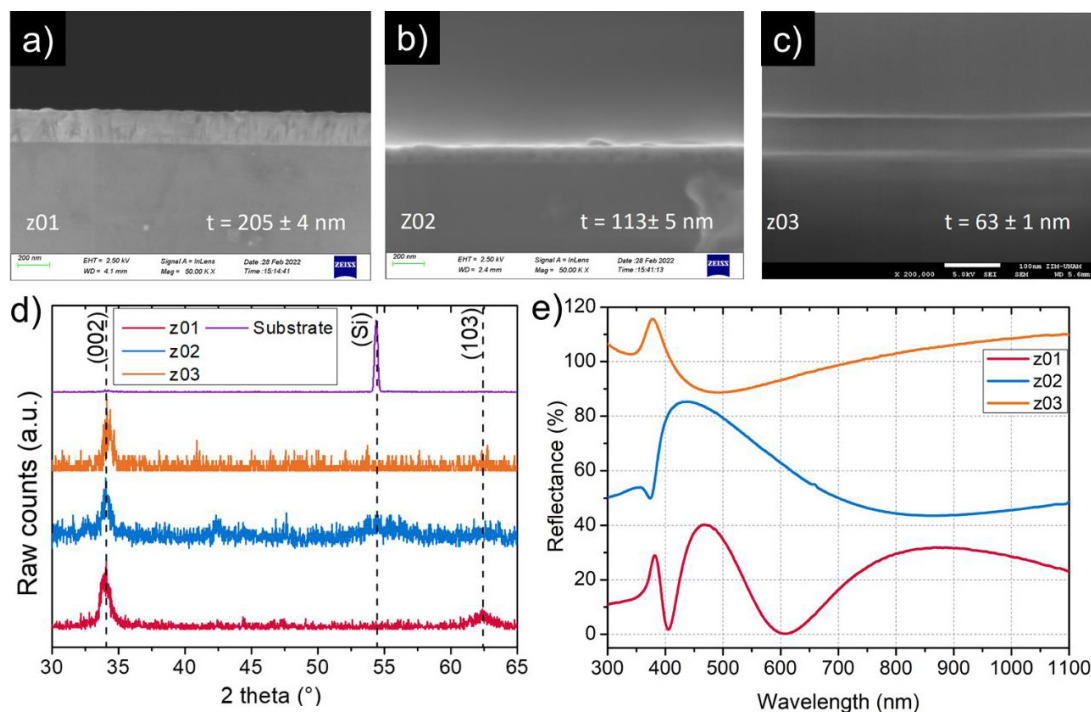 a)
z01
t = 205 ± 4 nm
200 nm
EHT = 2.50 kV
WD = 4.1 mm
Signal A = InLens
Mag = 50.00 K X
Date :28 Feb 2022
Time :15:14:41
ZEISS
b)
Z02
t = 113± 5 nm
200 nm
EHT = 2.50 kV
WD = 2.4 mm
Signal A = InLens
Mag = 50.00 K X
Date :28 Feb 2022
Time :15:41:13
ZEISS
c)
z03
t = 63 ± 1 nm
100nm IIM-UNAM
X 200,000 5.0kV SEI SEM WD 5.6mm
d)
z01
z02
z03
Substrate
(002)
(Si)
(103)
Raw counts (a.u.)
30 35 40 45 50 55 60 65
2 theta (°)
e)
z01
z02
z03
Reflectance (%)
120
100
80
60
40
20
0
300 400 500 600 700 800 900 1000 1100
Wavelength (nm)